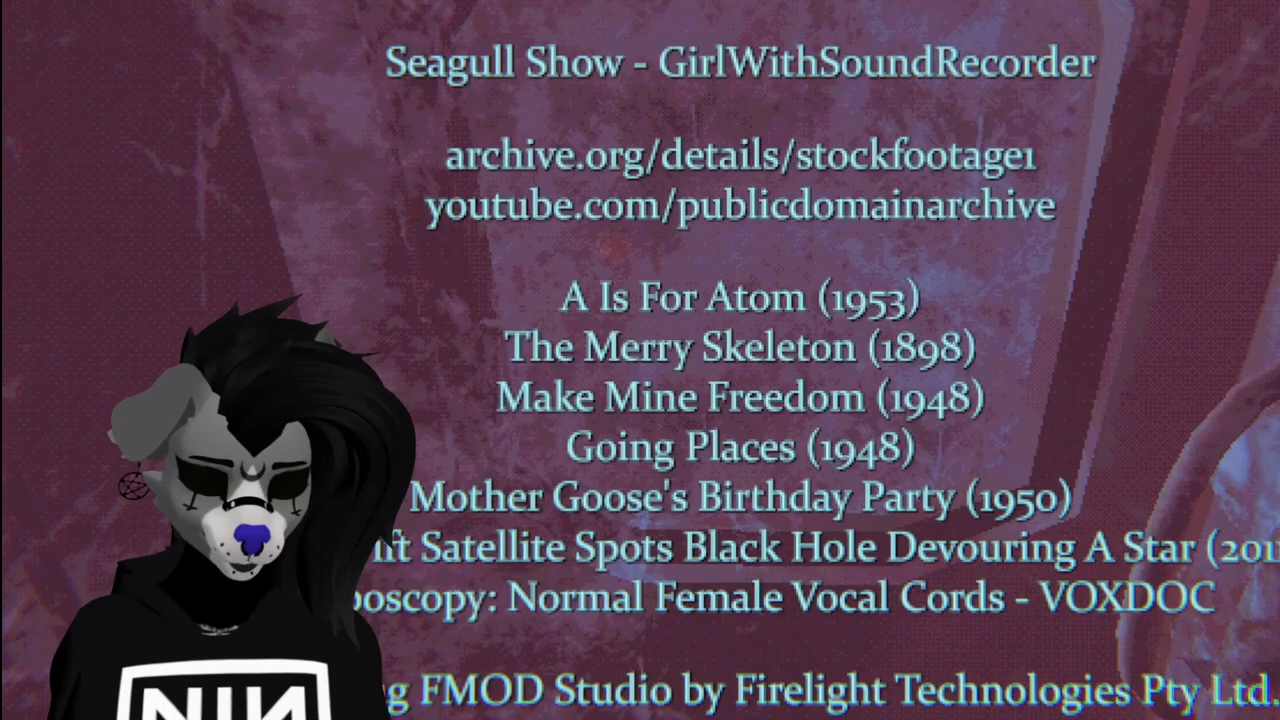 Seagull Show - GirlWithSoundRecorder
archive.org/details/stockfootage1
youtube.com/publicdomainarchive
A Is For Atom (1953)
The Merry Skeleton (1898)
Make Mine Freedom (1948)
Going Places (1948)
Mother Goose's Birthday Party (1950)
Satellite Spots Black Hole Devouring A Star (2011
Normal Female Vocal Cords - VOXDOC
FMOD Studio by Firelight Technologies Pty Ltd.
NIN